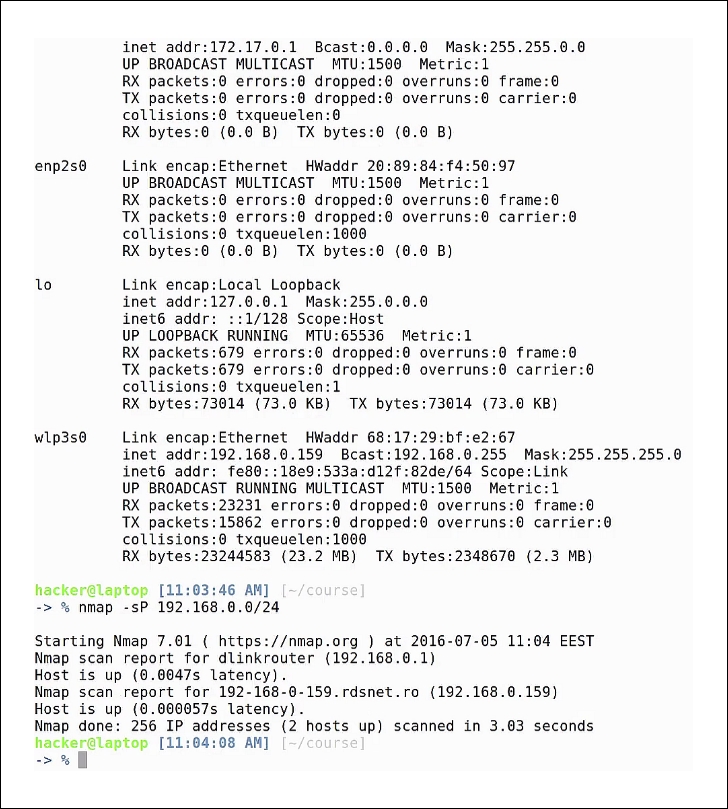 inet addr:172.17.0.1  Bcast:0.0.0.0  Mask:255.255.0.0
UP BROADCAST MULTICAST  MTU:1500  Metric:1
RX packets:0 errors:0 dropped:0 overruns:0 frame:0
TX packets:0 errors:0 dropped:0 overruns:0 carrier:0
collisions:0 txqueuelen:0
RX bytes:0 (0.0 B)  TX bytes:0 (0.0 B)
enp2s0    Link encap:Ethernet  HWaddr 20:89:84:f4:50:97
UP BROADCAST MULTICAST  MTU:1500  Metric:1
RX packets:0 errors:0 dropped:0 overruns:0 frame:0
TX packets:0 errors:0 dropped:0 overruns:0 carrier:0
collisions:0 txqueuelen:1000
RX bytes:0 (0.0 B)  TX bytes:0 (0.0 B)
lo        Link encap:Local Loopback
inet addr:127.0.0.1  Mask:255.0.0.0
inet6 addr: ::1/128 Scope:Host
UP LOOPBACK RUNNING  MTU:65536  Metric:1
RX packets:679 errors:0 dropped:0 overruns:0 frame:0
TX packets:679 errors:0 dropped:0 overruns:0 carrier:0
collisions:0 txqueuelen:1
RX bytes:73014 (73.0 KB)  TX bytes:73014 (73.0 KB)
wlp3s0    Link encap:Ethernet  HWaddr 68:17:29:bf:e2:67
inet addr:192.168.0.159  Bcast:192.168.0.255  Mask:255.255.255.0
inet6 addr: fe80::18e9:533a:d12f:82de/64 Scope:Link
UP BROADCAST RUNNING MULTICAST  MTU:1500  Metric:1
RX packets:23231 errors:0 dropped:0 overruns:0 frame:0
TX packets:15862 errors:0 dropped:0 overruns:0 carrier:0
collisions:0 txqueuelen:1000
RX bytes:23244583 (23.2 MB)  TX bytes:2348670 (2.3 MB)
hacker@laptop [11:03:46 AM] [~/course]
-> % nmap -sP 192.168.0.0/24
Starting Nmap 7.01 ( https://nmap.org ) at 2016-07-05 11:04 EEST
Nmap scan report for dlinkrouter (192.168.0.1)
Host is up (0.0047s latency).
Nmap scan report for 192-168-0-159.rdsnet.ro (192.168.0.159)
Host is up (0.000057s latency).
Nmap done: 256 IP addresses (2 hosts up) scanned in 3.03 seconds
hacker@laptop [11:04:08 AM] [~/course]
-> %